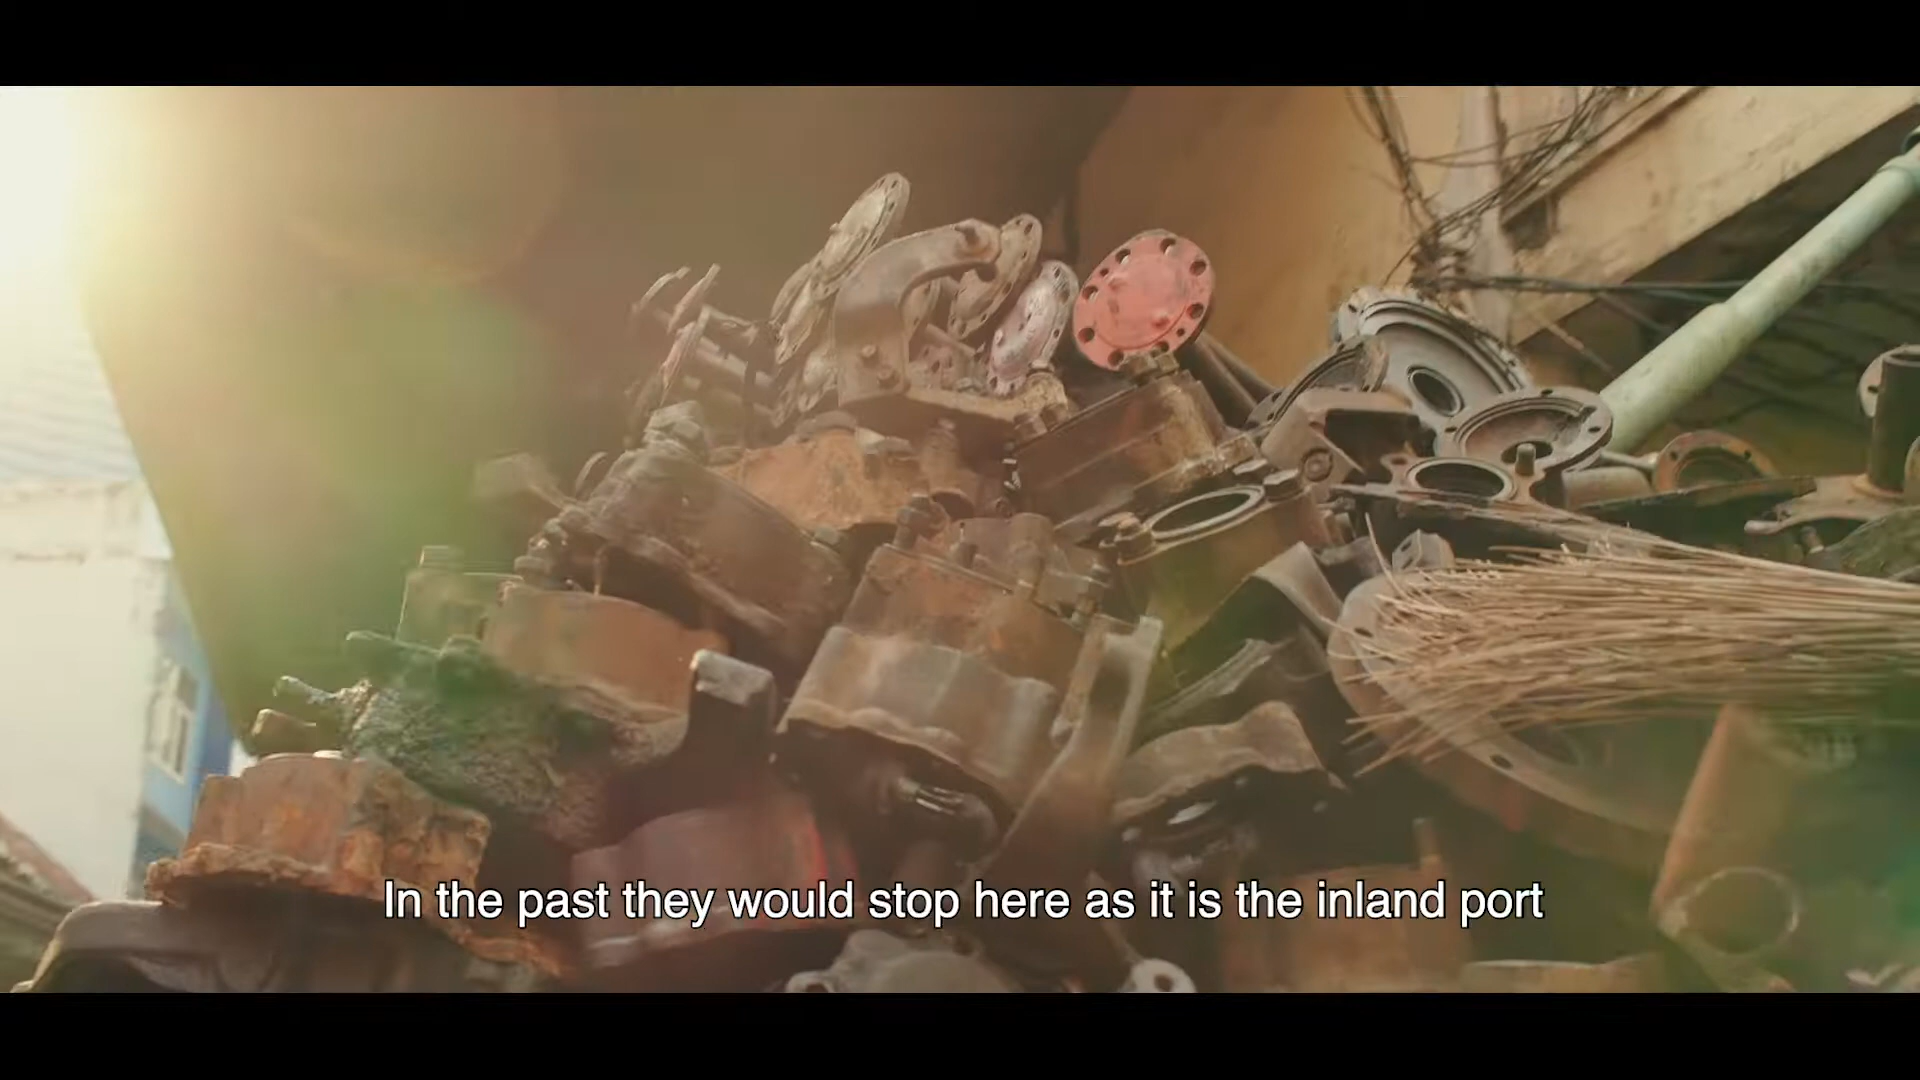 In the past they would stop here as it is the inland port